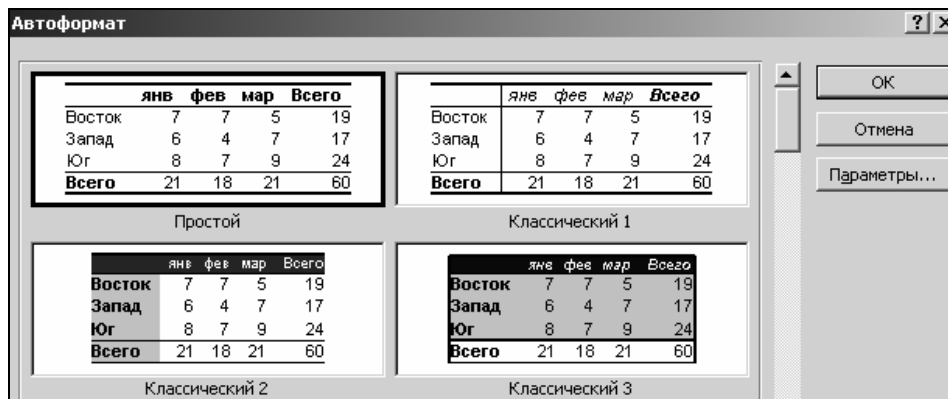 Автоформат
янв фев мар Всего
Восток 7 7 5 19
Запад 6 4 7 17
Юг 8 7 9 24
Всего 21 18 21 60
Простой
янв фев мар Всего
Восток 7 7 5 19
Запад 6 4 7 17
Юг 8 7 9 24
Всего 21 18 21 60
Классический 1
янв фев мар Всего
Восток 7 7 5 19
Запад 6 4 7 17
Юг 8 7 9 24
Всего 21 18 21 60
Классический 2
янв фев мар Всего
Восток 7 7 5 19
Запад 6 4 7 17
Юг 8 7 9 24
Всего 21 18 21 60
Классический 3
ОК
Отмена
Параметры...